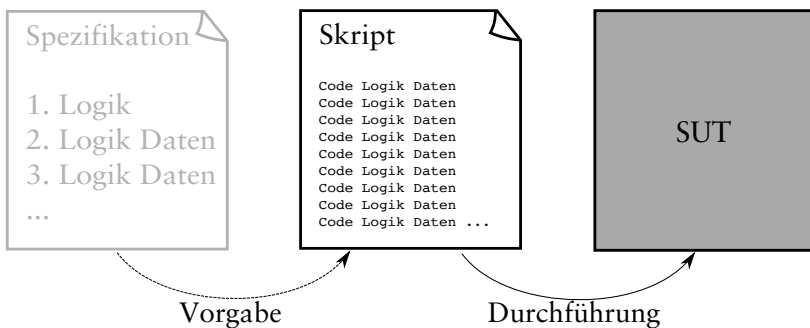 Spezifikation
1. Logik
2. Logik Daten
3. Logik Daten
...
Skript
Code Logik Daten
Code Logik Daten
Code Logik Daten
Code Logik Daten
Code Logik Daten
Code Logik Daten
Code Logik Daten
Code Logik Daten
Code Logik Daten ...
SUT
Vorgabe
Durchführung